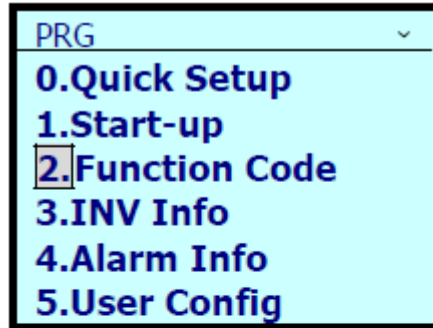 PRG
0.Quick Setup
1.Start-up
2.Function Code
3.INV Info
4.Alarm Info
5.User Config